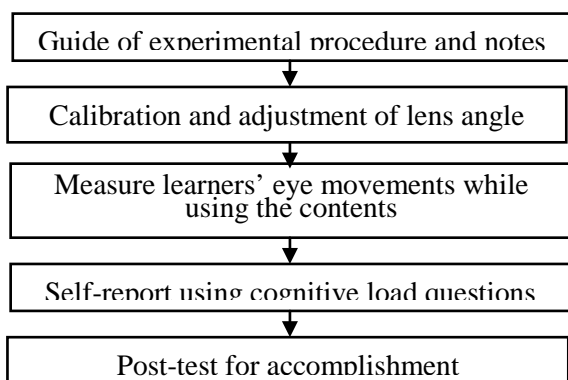 Guide of experimental procedure and notes
Calibration and adjustment of lens angle
Measure learners’ eye movements while
using the contents
Self-report using cognitive load questions
Post-test for accomplishment